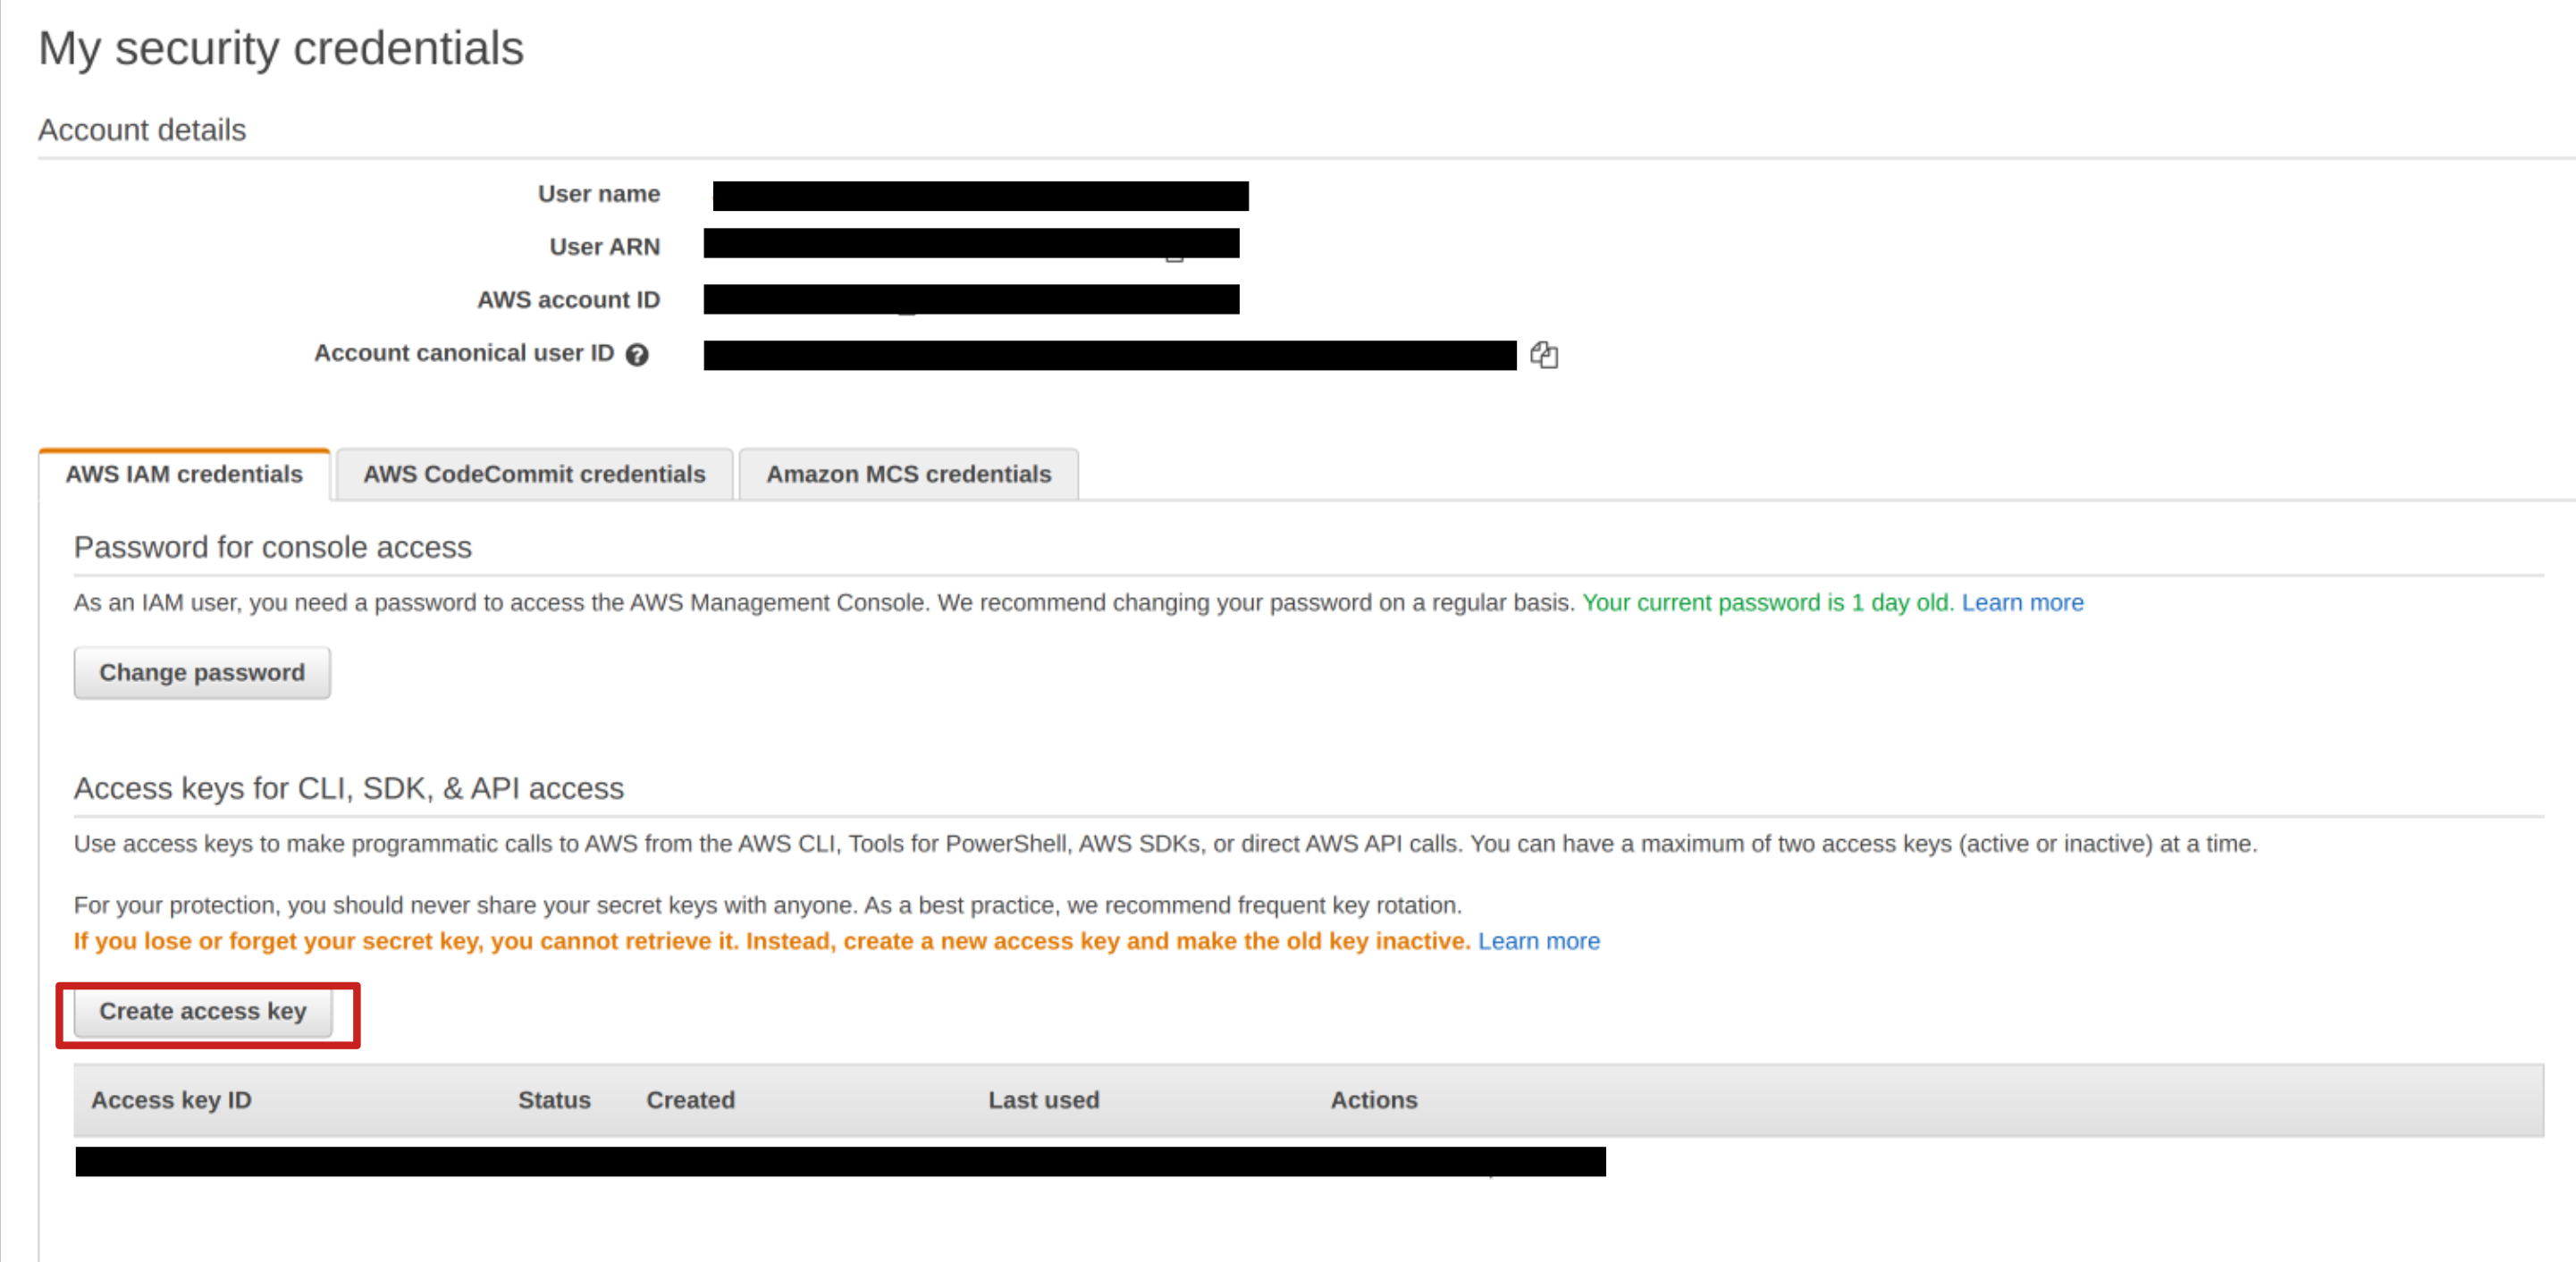 My security credentials
Account details
User name
User ARN
AWS account ID
Account canonical user ID
AWS IAM credentials AWS CodeCommit credentials Amazon MCS credentials
Password for console access
As an IAM user, you need a password to access the AWS Management Console. We recommend changing your password on a regular basis. Your current password is 1 day old. Learn more
Change password
Access keys for CLI, SDK, & API access
Use access keys to make programmatic calls to AWS from the AWS CLI, Tools for PowerShell, AWS SDKs, or direct AWS API calls. You can have a maximum of two access keys (active or inactive) at a time.
For your protection, you should never share your secret keys with anyone. As a best practice, we recommend frequent key rotation.
If you lose or forget your secret key, you cannot retrieve it. Instead, create a new access key and make the old key inactive. Learn more
Create access key
Access key ID Status Created Last used Actions